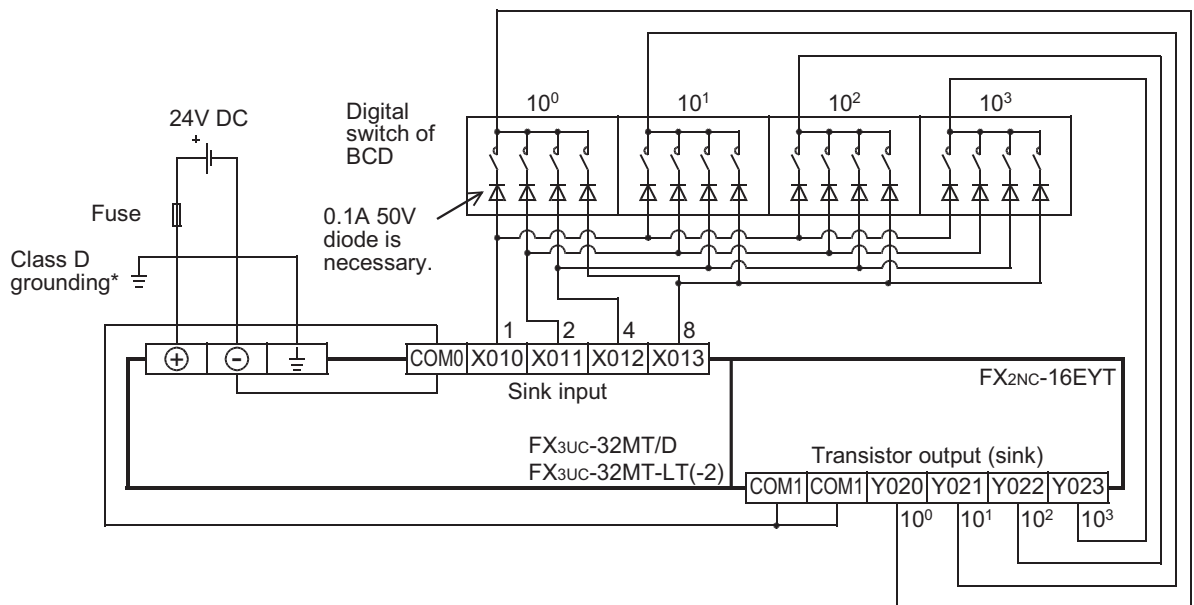 10⁰ 10¹ 10² 10³
24V DC
+
Digital
switch of
BCD
Fuse
0.1A 50V
diode is
necessary.
Class D
grounding*
1 2 4 8
+ - COM0 X010 X011 X012 X013
Sink input
FX2NC-16EYT
FX3UC-32MT/D
FX3UC-32MT-LT(-2)
Transistor output (sink)
COM1 COM1 Y020 Y021 Y022 Y023
10⁰ 10¹ 10² 10³